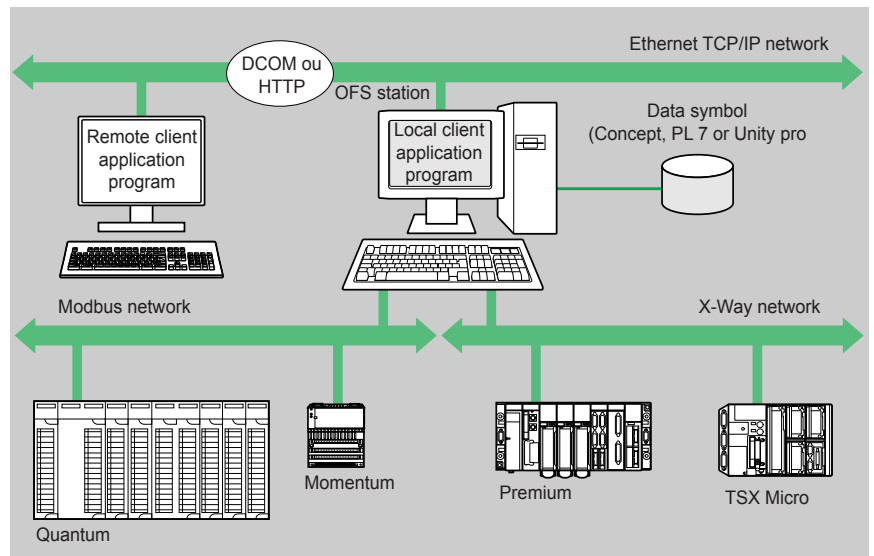 Ethernet TCP/IP network
DCOM ou
HTTP
OFS station
Data symbol
(Concept, PL 7 or Unity pro
Remote client
application
program
Local client
application
program
Modbus network
X-Way network
Quantum
Momentum
Premium
TSX Micro